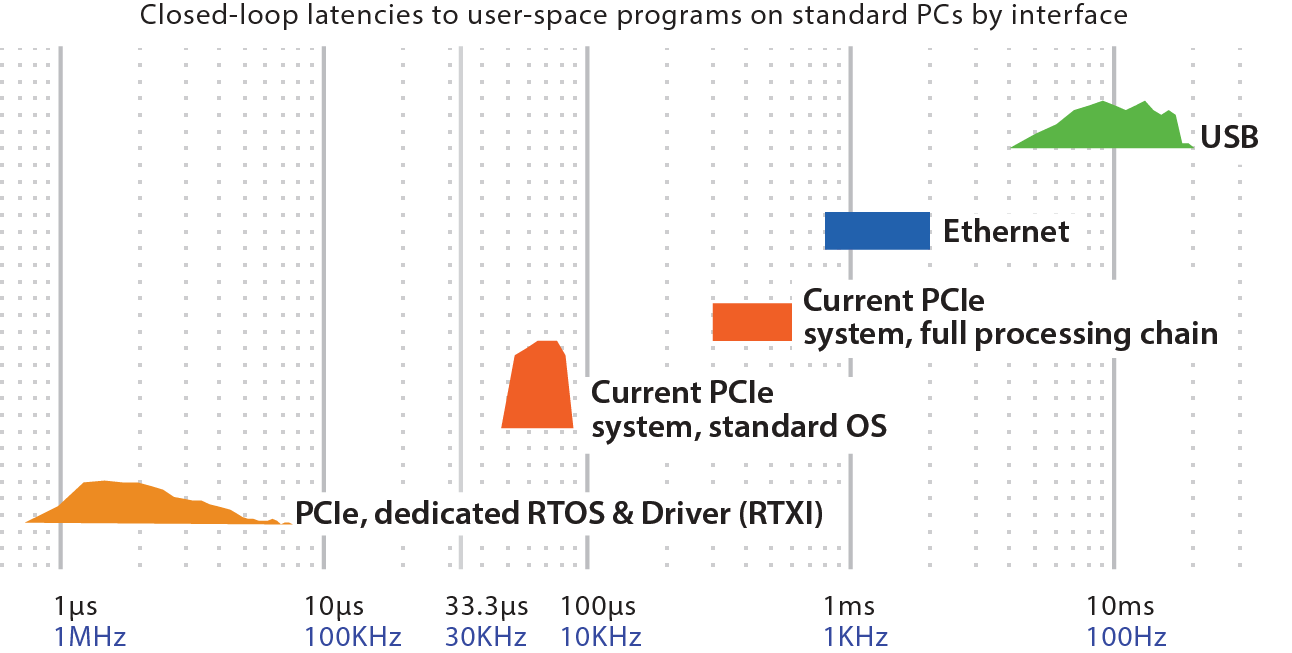 Closed-loop latencies to user-space programs on standard PCs by interface
USB
Ethernet
Current PCIe
system, full processing chain
Current PCIe
system, standard OS
PCIe, dedicated RTOS & Driver (RTXI)
1µs 10µs 33.3µs 100µs 1ms 10ms
1MHz 100KHz 30KHz 10KHz 1KHz 100Hz